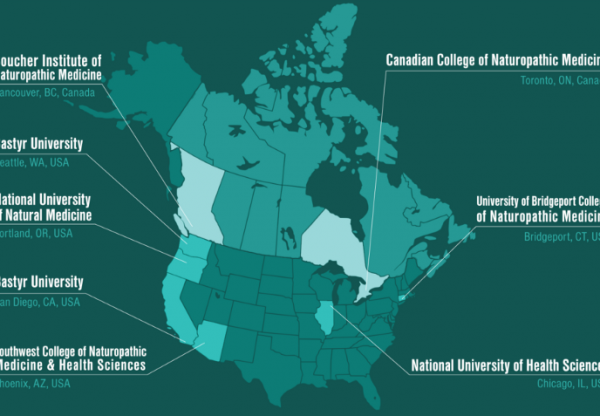 oucher Institute of
aturopathic Medicine
ancouver, BC, Canada
astyr University
eattle, WA, USA
ational University
f Natural Medicine
ortland, OR, USA
astyr University
an Diego, CA, USA
outhwest College of Naturopathic
Medicine & Health Sciences
hoenix, AZ, USA
Canadian College of Naturopathic Medicin
Toronto, ON, Cana
University of Bridgeport Colleg
of Naturopathic Medicin
Bridgeport, CT, US
National University of Health Science
Chicago, IL, US